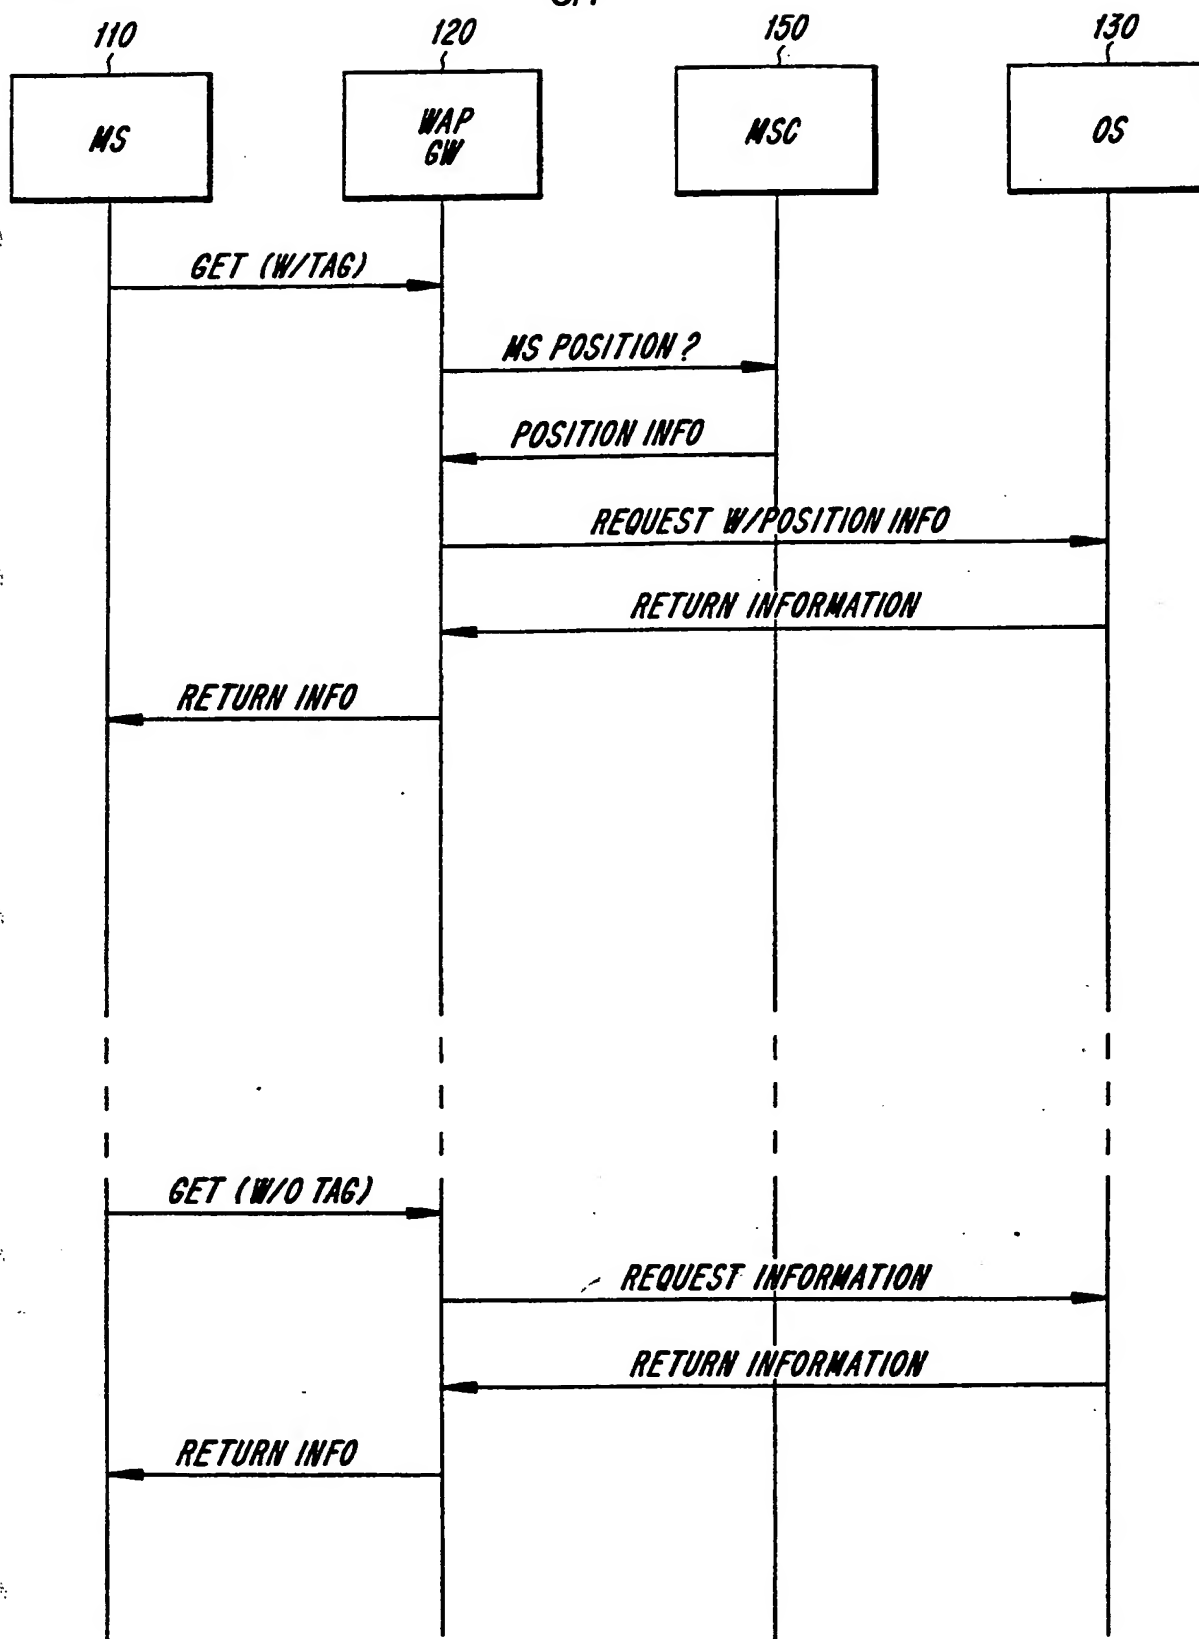 110 120 150 130
MS WAP GW MSC OS
GET (W/TAG)
MS POSITION?
POSITION INFO
REQUEST W/POSITION INFO
RETURN INFORMATION
RETURN INFO
GET (W/O TAG)
REQUEST INFORMATION
RETURN INFORMATION
RETURN INFO